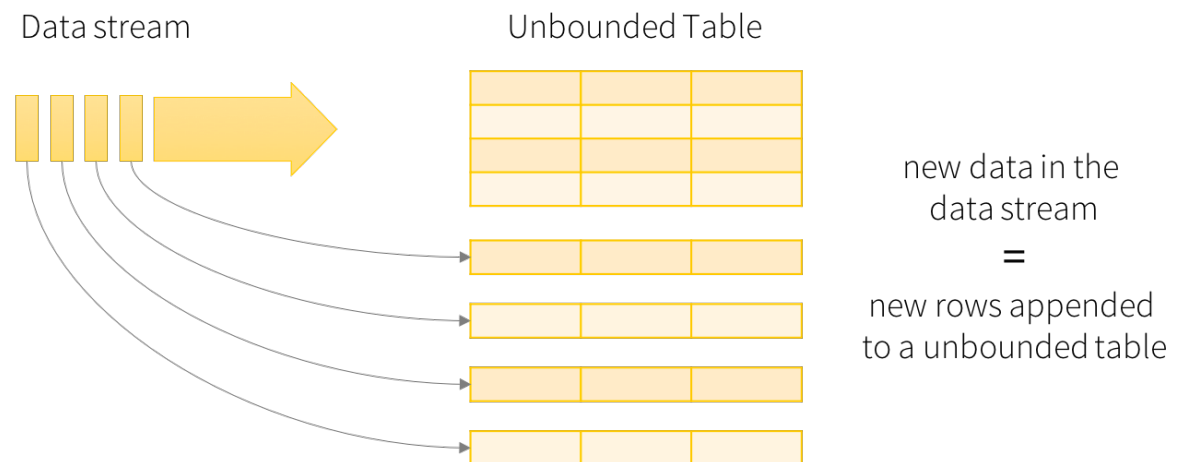 Data stream
Unbounded Table
new data in the
data stream
=
new rows appended
to a unbounded table